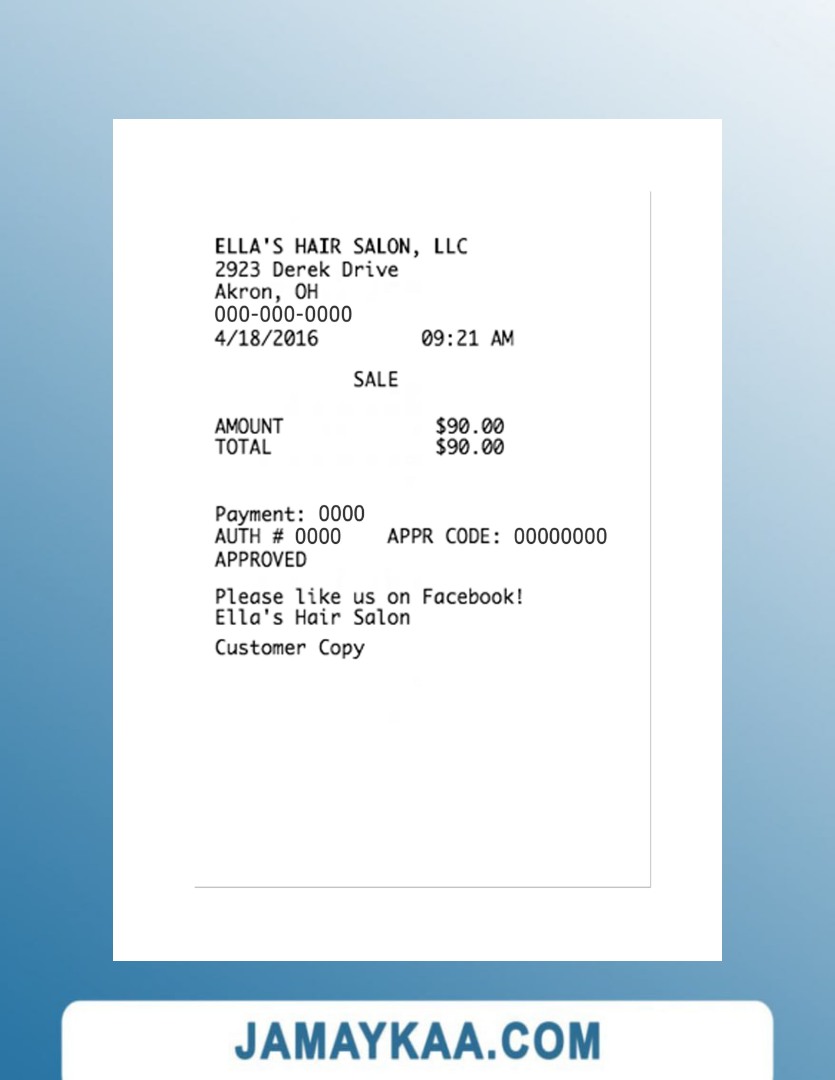 ELLA'S HAIR SALON, LLC
2923 Derek Drive
Akron, OH
000-000-0000
4/18/2016 09:21 AM
SALE
AMOUNT $90.00
TOTAL $90.00
Payment: 0000
AUTH # 0000 APPR CODE: 00000000
APPROVED
Please like us on Facebook!
Ella's Hair Salon
Customer Copy
JAMAYKAA.COM